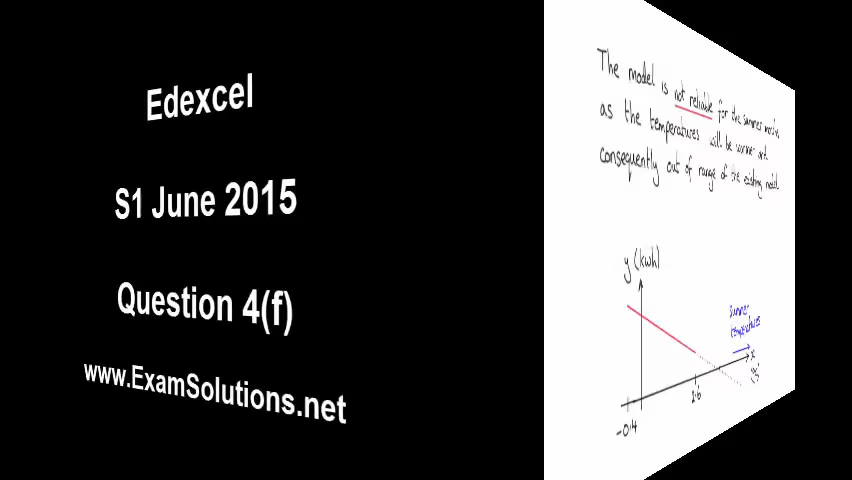 Edexcel
S1 June 2015
Question 4(f)
www.ExamSolutions.net
The model is not reliable for the summer months
as the temperatures will be warmer and
consequently out of range of the existing model
y (kwh)
summer
temperatures
x
2.6
-0.4